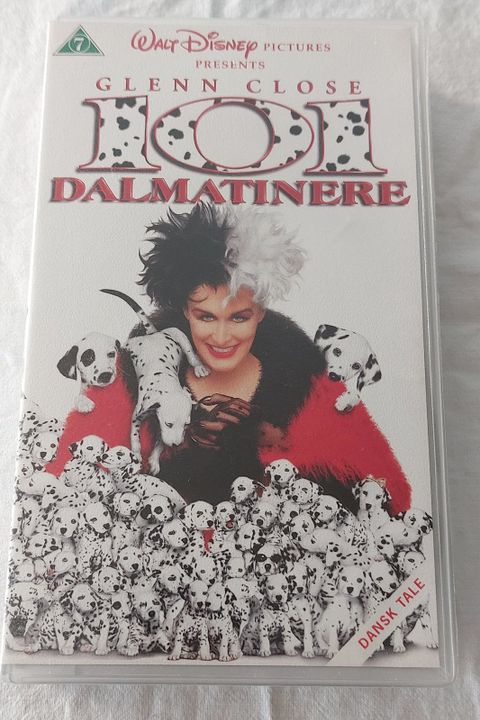 7
WALT DISNEY PICTURES
PRESENTS
GLENN CLOSE
101
DALMATINERE
DANSK TALE